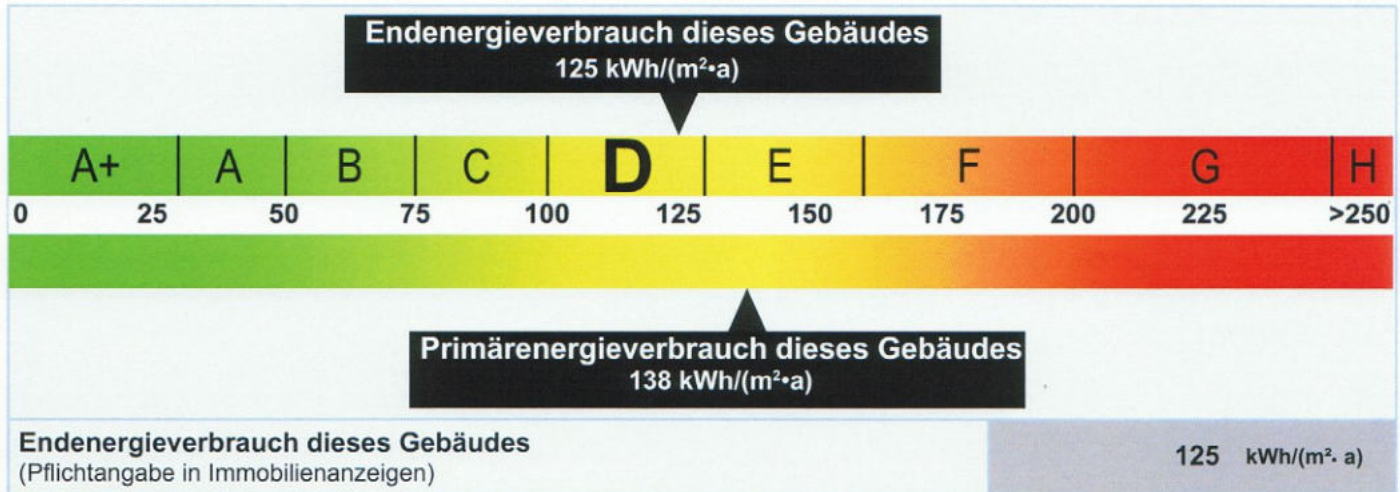 Endenergieverbrauch dieses Gebäudes
125 kWh/(m²•a)
A+ A B C D E F G H
0 25 50 75 100 125 150 175 200 225 >250
Primärenergieverbrauch dieses Gebäudes
138 kWh/(m²•a)
Endenergieverbrauch dieses Gebäudes
(Pflichtangabe in Immobilienanzeigen)
125 kWh/(m²· a)